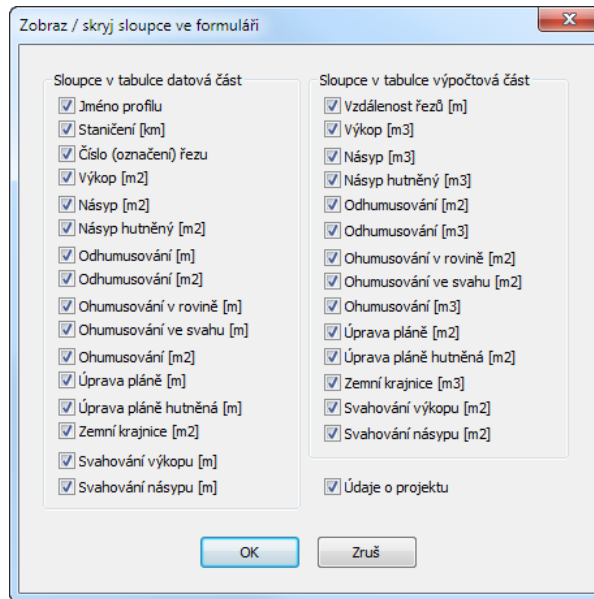 Zobraz / skryj sloupce ve formuláři
Sloupce v tabulce datová část
Jméno profilu
Staničení [km]
Číslo (označení) řezu
Výkop [m2]
Násyp [m2]
Násyp hutněný [m2]
Odhumusování [m]
Odhumusování [m2]
Ohumusování v rovině [m]
Ohumusování ve svahu [m]
Ohumusování [m2]
Úprava pláně [m]
Úprava pláně hutněná [m]
Zemní krajnice [m2]
Svahování výkopu [m]
Svahování násypu [m]
Sloupce v tabulce výpočtová část
Vzdálenost řezů [m]
Výkop [m3]
Násyp [m3]
Násyp hutněný [m3]
Odhumusování [m2]
Odhumusování [m3]
Ohumusování v rovině [m2]
Ohumusování ve svahu [m2]
Ohumusování [m3]
Úprava pláně [m2]
Úprava pláně hutněná [m2]
Zemní krajnice [m3]
Svahování výkopu [m2]
Svahování násypu [m2]
Údaje o projektu
OK
Zruš